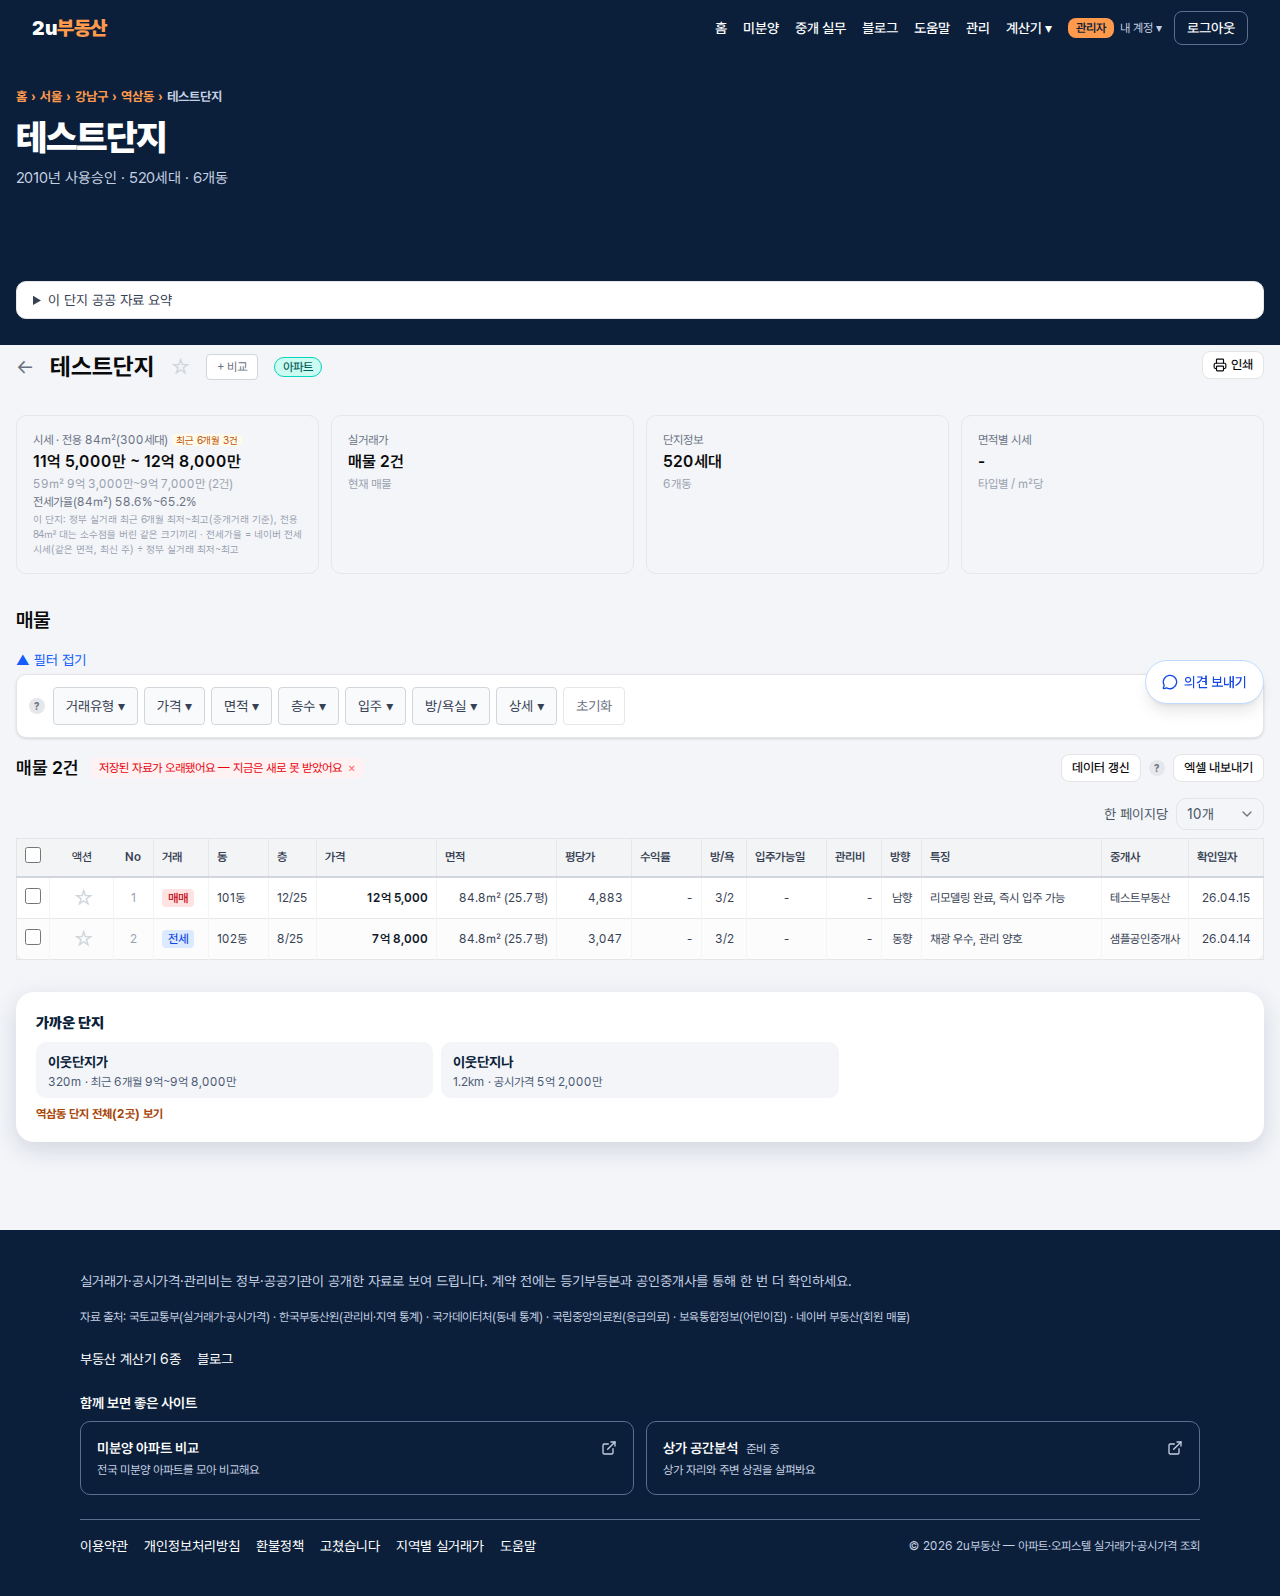 2u부동산
홈 미분양 중개 실무 블로그 도움말 관리 계산기 ▾ 관리자 내 계정 ▾ 로그아웃
홈 › 서울 › 강남구 › 역삼동 › 테스트단지
테스트단지
2010년 사용승인 · 520세대 · 6개동
▶ 이 단지 공공 자료 요약
← 테스트단지 ☆ + 비교 아파트 인쇄
시세 · 전용 84m²(300세대) 최근 6개월 3건
11억 5,000만 ~ 12억 8,000만
59m² 9억 3,000만~9억 7,000만 (2건)
전세가율(84m²) 58.6%~65.2%
이 단지: 정부 실거래 최근 6개월 최저~최고(중개거래 기준), 전용
84m² 대는 소수점을 버린 같은 크기끼리 · 전세가율 = 네이버 전세
시세(같은 면적, 최신 주) ÷ 정부 실거래 최저~최고
실거래가
매물 2건
현재 매물
단지정보
520세대
6개동
면적별 시세
-
타입별 / m²당
매물
▲ 필터 접기
의견 보내기
? 거래유형 ▾ 가격 ▾ 면적 ▾ 층수 ▾ 입주 ▾ 방/욕실 ▾ 상세 ▾ 초기화
매물 2건 저장된 자료가 오래됐어요 — 지금은 새로 못 받았어요 × 데이터 갱신 ? 엑셀 내보내기
한 페이지당 10개
액션 No 거래 동 층 가격 면적 평당가 수익률 방/욕 입주가능일 관리비 방향 특징 중개사 확인일자
☆ 1 매매 101동 12/25 12억 5,000 84.8m² (25.7평) 4,883 - 3/2 - - 남향 리모델링 완료, 즉시 입주 가능 테스트부동산 26.04.15
☆ 2 전세 102동 8/25 7억 8,000 84.8m² (25.7평) 3,047 - 3/2 - - 동향 채광 우수, 관리 양호 샘플공인중개사 26.04.14
가까운 단지
이웃단지가
320m · 최근 6개월 9억~9억 8,000만
이웃단지나
1.2km · 공시가격 5억 2,000만
역삼동 단지 전체(2곳) 보기
실거래가·공시가격·관리비는 정부·공공기관이 공개한 자료로 보여 드립니다. 계약 전에는 등기부등본과 공인중개사를 통해 한 번 더 확인하세요.
자료 출처: 국토교통부(실거래가·공시가격) · 한국부동산원(관리비·지역 통계) · 국가데이터처(동네 통계) · 국립중앙의료원(응급의료) · 보육통합정보(어린이집) · 네이버 부동산(회원 매물)
부동산 계산기 6종 블로그
함께 보면 좋은 사이트
미분양 아파트 비교
전국 미분양 아파트를 모아 비교해요
상가 공간분석 준비 중
상가 자리와 주변 상권을 살펴봐요
이용약관 개인정보처리방침 환불정책 고쳤습니다 지역별 실거래가 도움말
© 2026 2u부동산 — 아파트·오피스텔 실거래가·공시가격 조회